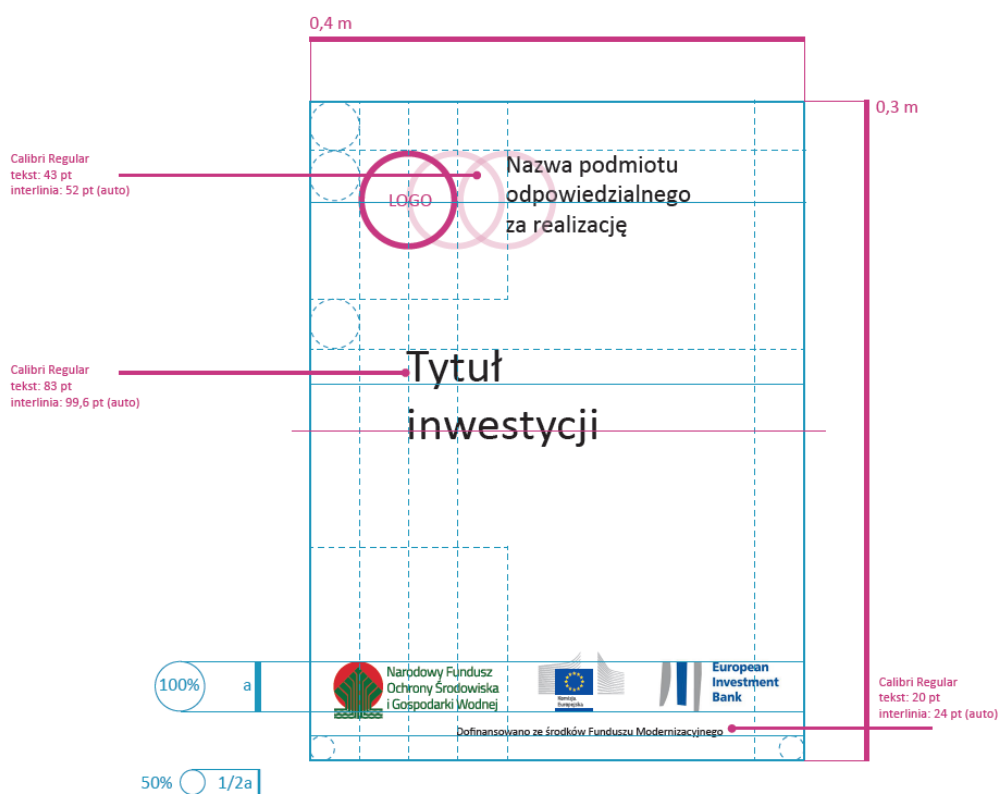 0,4 m
0,3 m
Calibri Regular
tekst: 43 pt
interlinia: 52 pt (auto)
LOGO
Nazwa podmiotu
odpowiedzialnego
za realizację
Calibri Regular
tekst: 83 pt
interlinia: 99,6 pt (auto)
Tytuł
inwestycji
100%
a
Narodowy Fundusz
Ochrony Środowiska
i Gospodarki Wodnej
Komisja
Europejska
European
Investment
Bank
Calibri Regular
tekst: 20 pt
interlinia: 24 pt (auto)
Dofinansowano ze środków Funduszu Modernizacyjnego
50%
1/2a